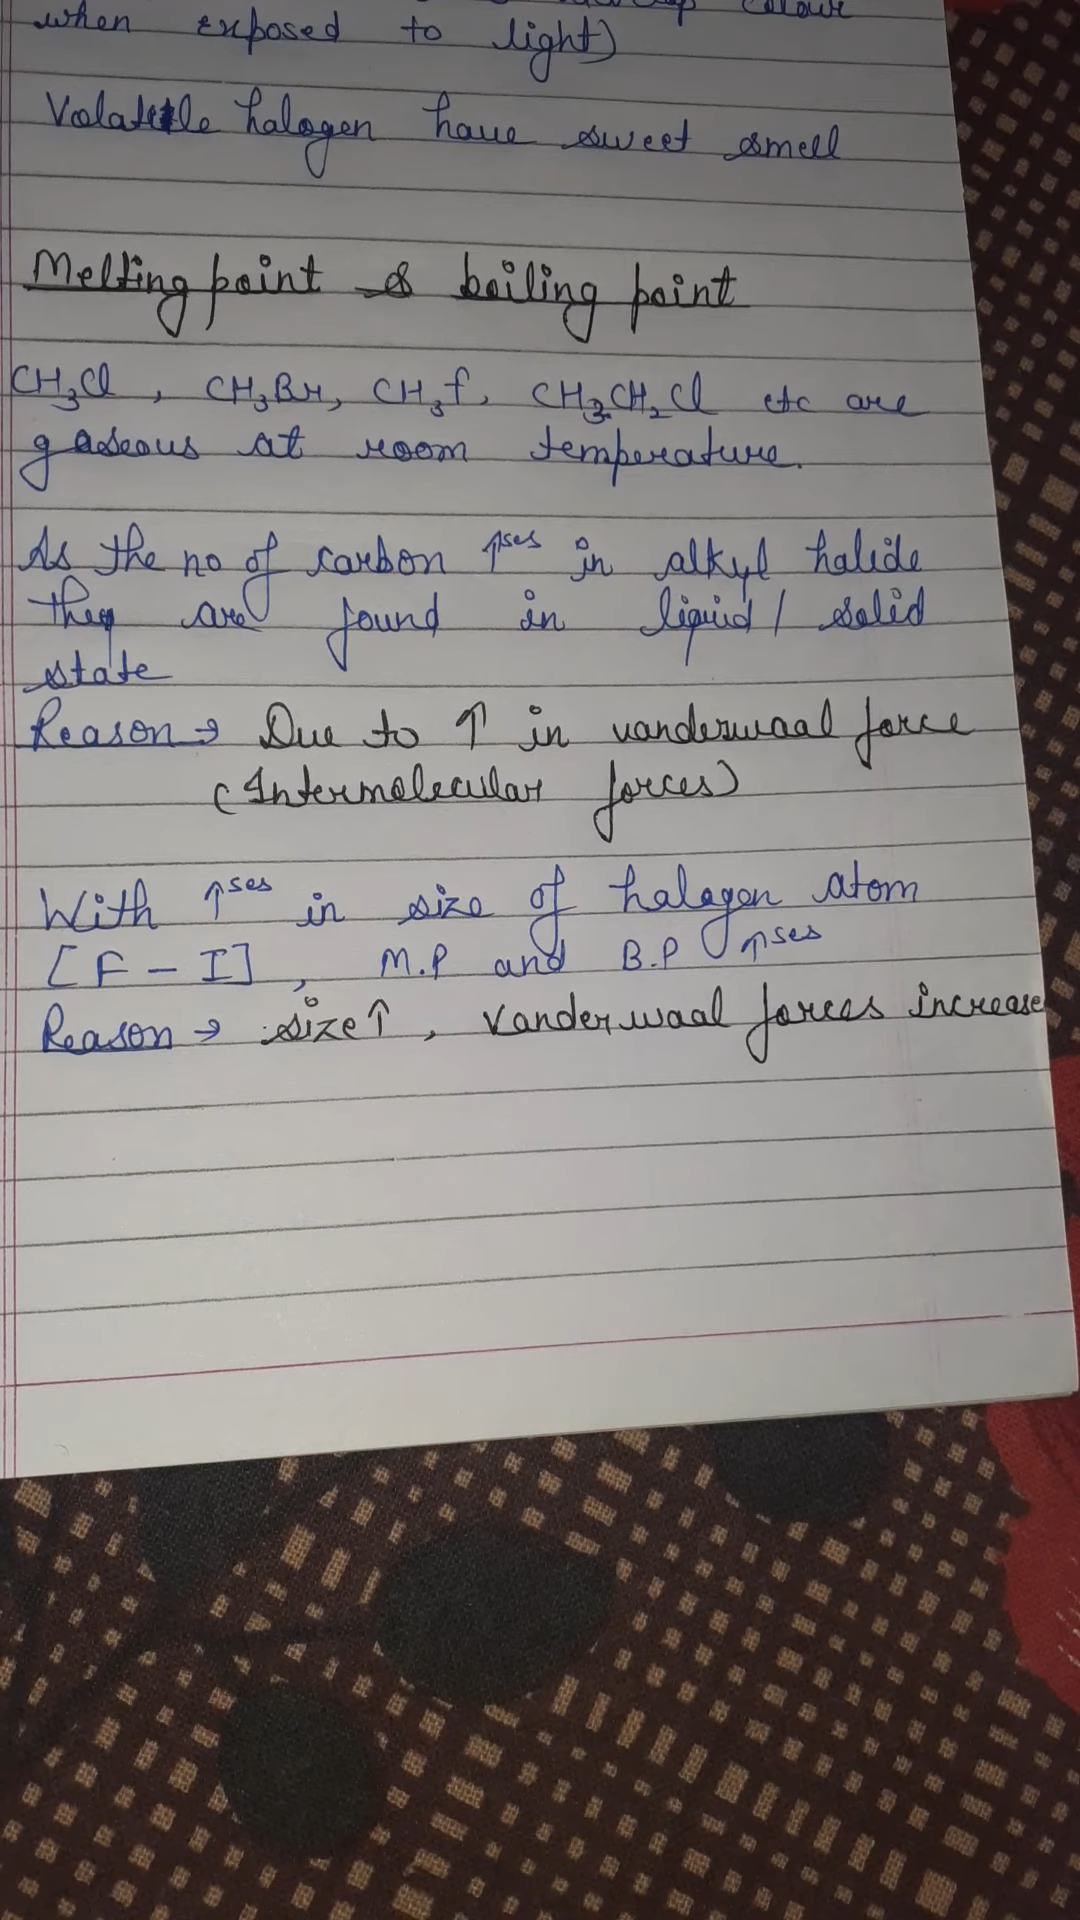 colour
when exposed to light)
Volatile halogen have sweet smell
Melting point & boiling point
CH3Cl, CH3Br, CH3f, CH3CH2Cl etc are
gaseous at room temperature.
As the no of carbon ↑ses in alkyl halide
they are found in liquid/ solid
state
Reason → Due to ↑ in vanderwaal force
(Intermolecular forces)
With ↑ses in size of halogen atom
[F - I], M.P and B.P ↑ses
Reason → size↑, Vanderwaal forces increase